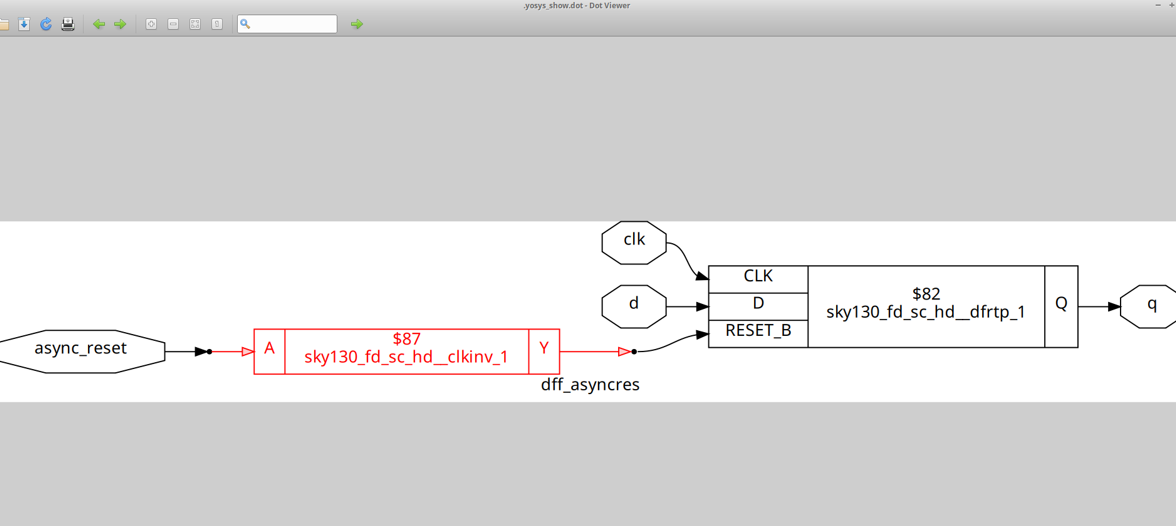 .yosys_show.dot - Dot Viewer
clk
CLK
d
D
$82
sky130_fd_sc_hd__dfrtp_1
Q
q
RESET_B
async_reset
A
$87
sky130_fd_sc_hd__clkinv_1
Y
dff_asyncres